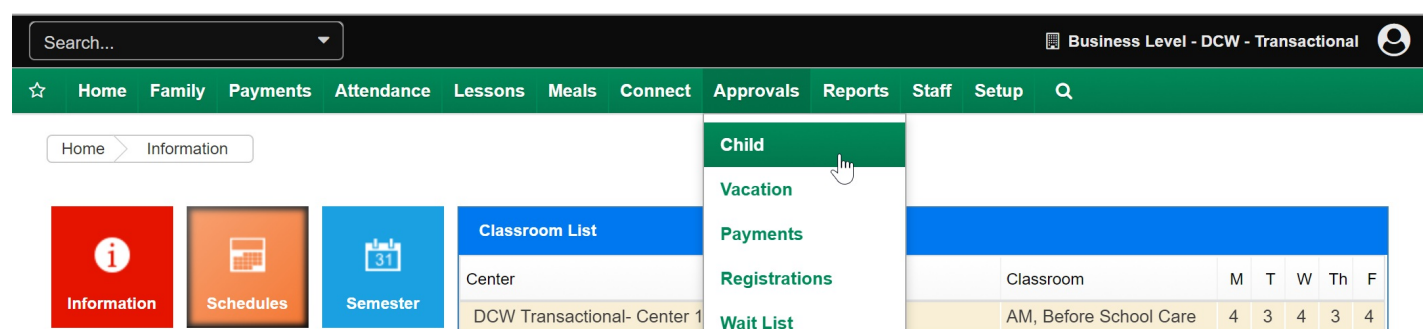 Search...
Business Level - DCW - Transactional
Home Family Payments Attendance Lessons Meals Connect Approvals Reports Staff Setup
Home Information
Child
Vacation
Payments
Registrations
Wait List
Information
Schedules
31
Semester
Classroom List
Center Classroom M T W Th F
DCW Transactional- Center 1 AM, Before School Care 4 3 4 3 4